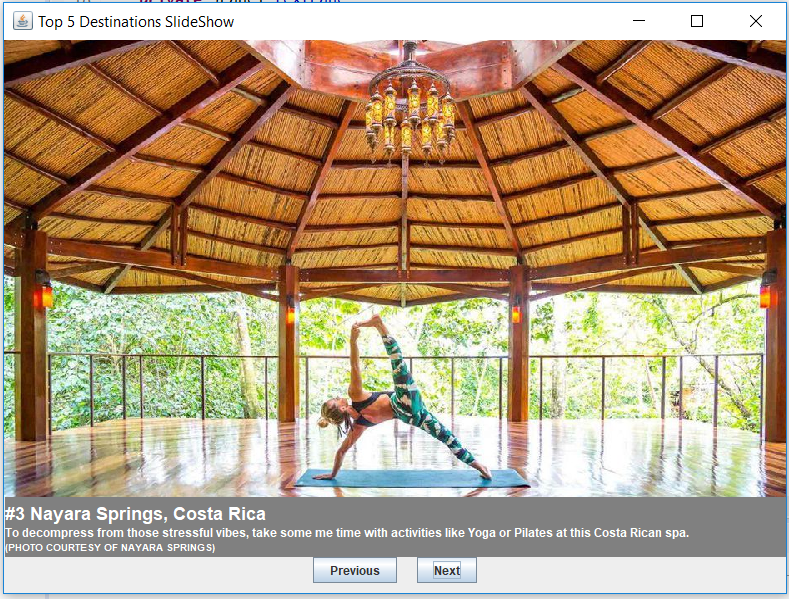 Top 5 Destinations SlideShow
#3 Nayara Springs, Costa Rica
To decompress from those stressful vibes, take some me time with activities like Yoga or Pilates at this Costa Rican spa.
(PHOTO COURTESY OF NAYARA SPRINGS)
Previous Next